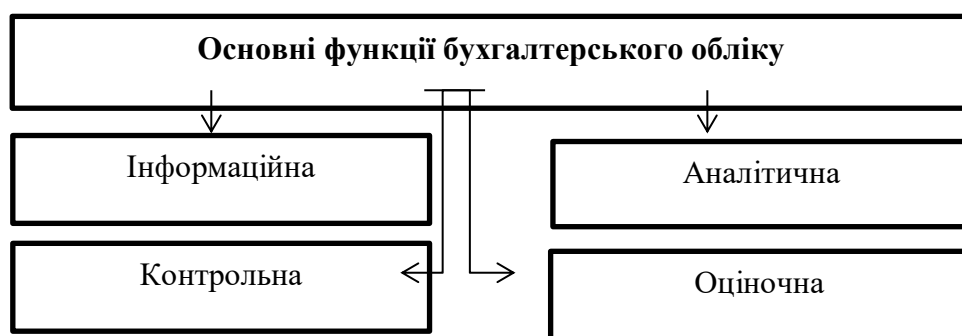 Основні функції бухгалтерського обліку
Інформаційна
Аналітична
Контрольна
Оціночна